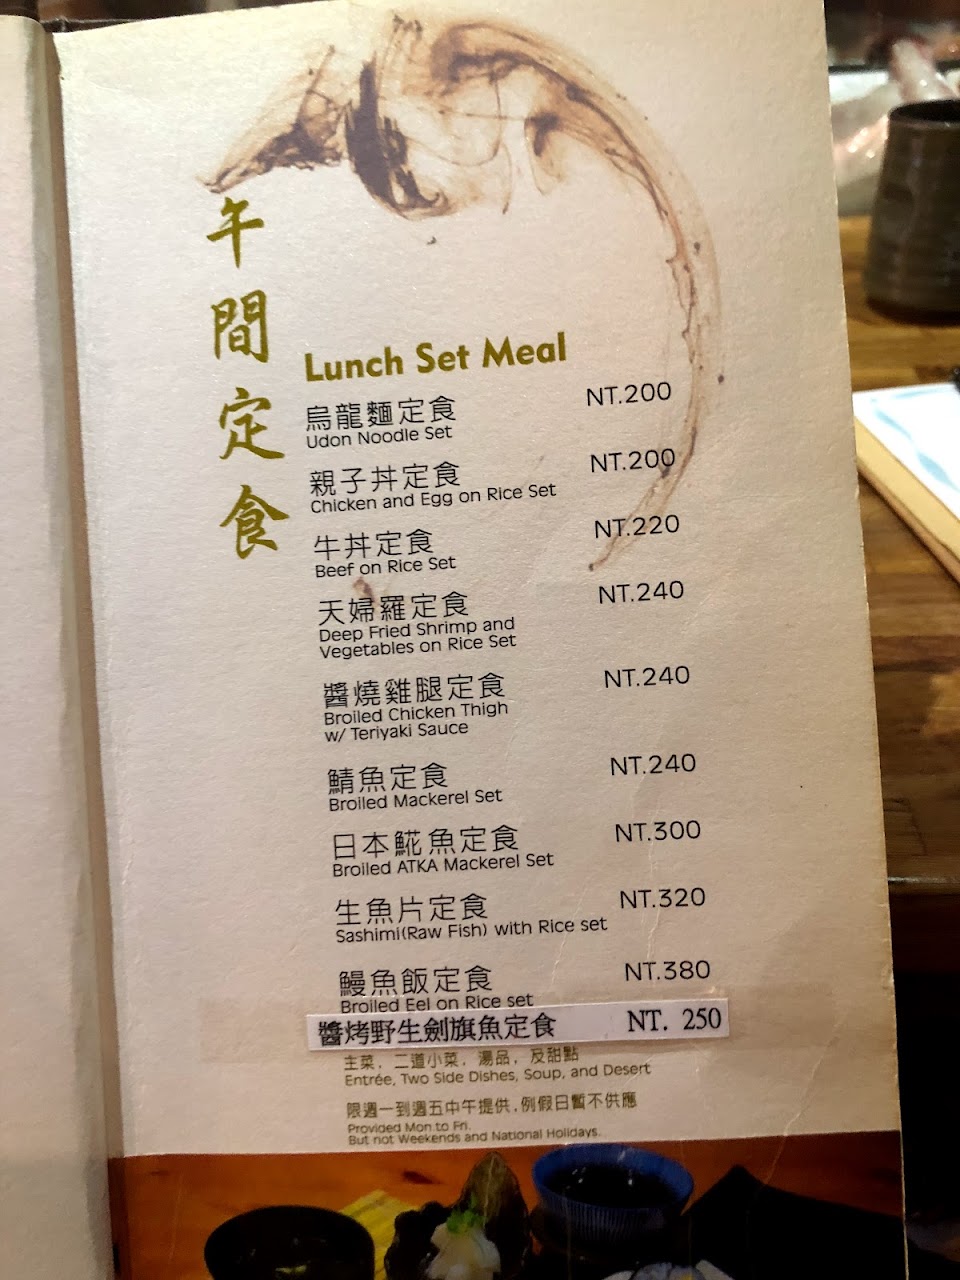 午間定食
Lunch Set Meal
烏龍麵定食 NT.200
Udon Noodle Set
親子丼定食 NT.200
Chicken and Egg on Rice Set
牛丼定食 NT.220
Beef on Rice Set
天婦羅定食 NT.240
Deep Fried Shrimp and
Vegetables on Rice Set
醬燒雞腿定食 NT.240
Broiled Chicken Thigh
w/ Teriyaki Sauce
鯖魚定食 NT.240
Broiled Mackerel Set
日本䱀魚定食 NT.300
Broiled ATKA Mackerel Set
生魚片定食 NT.320
Sashimi(Raw Fish) with Rice set
鰻魚飯定食 NT.380
Broiled Eel on Rice set
醬烤野生劍旗魚定食 NT. 250
主菜，二道小菜，湯品，及甜點
Entrée, Two Side Dishes, Soup, and Desert
限週一到週五中午提供，例假日暫不供應
Provided Mon to Fri.
But not Weekends and National Holidays.